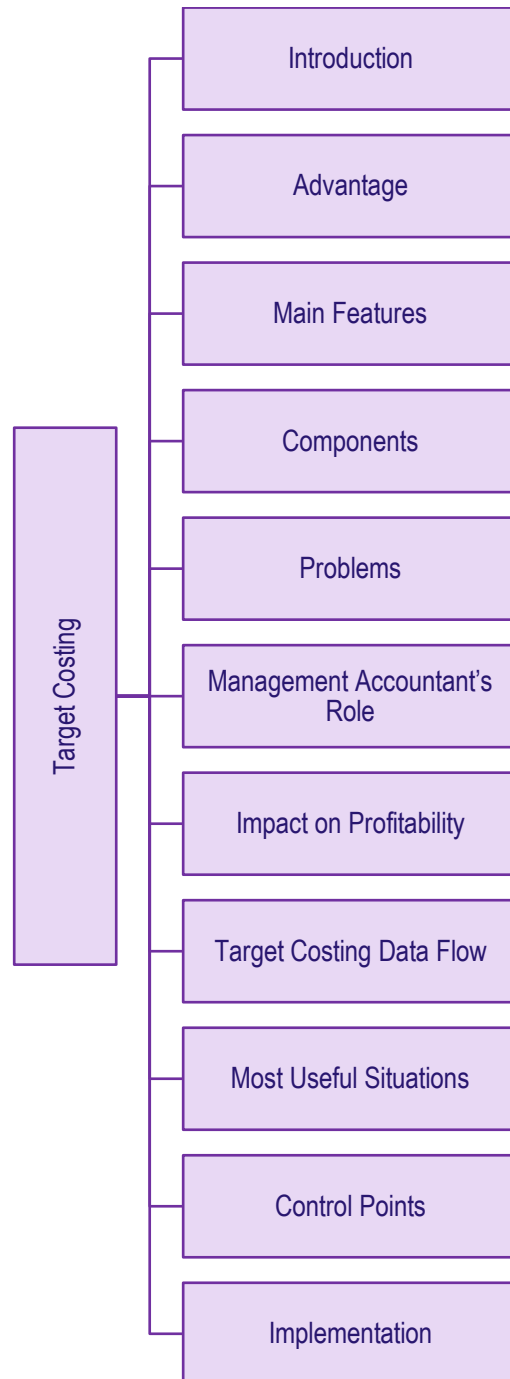 Target Costing
Introduction
Advantage
Main Features
Components
Problems
Management Accountant's
Role
Impact on Profitability
Target Costing Data Flow
Most Useful Situations
Control Points
Implementation